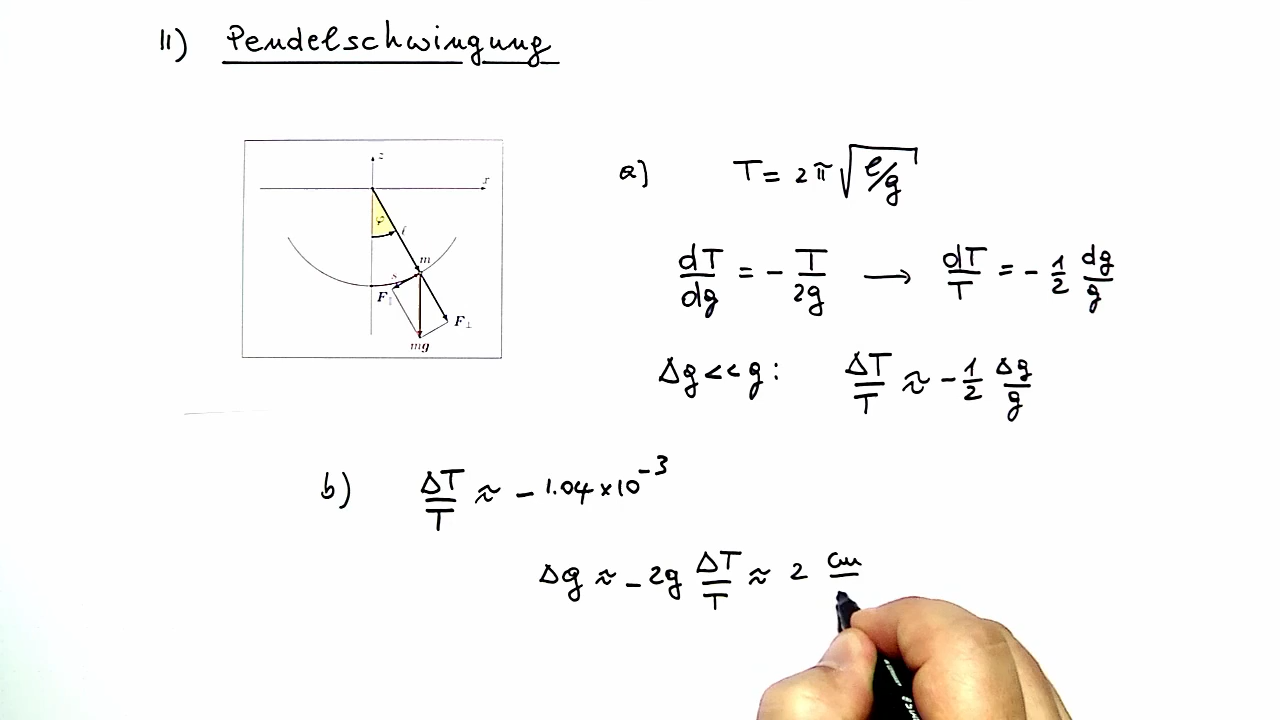 11) Pendelschwingung
z
x
φ
l
m
s
F∥
F⊥
mg
a) T = 2π√(l/g)
dT/dg = - T/2g → dT/T = - 1/2 dg/g
Δg << g: ΔT/T ≈ - 1/2 Δg/g
b) ΔT/T ≈ - 1.04 × 10⁻³
Δg ≈ - 2g ΔT/T ≈ 2 cm